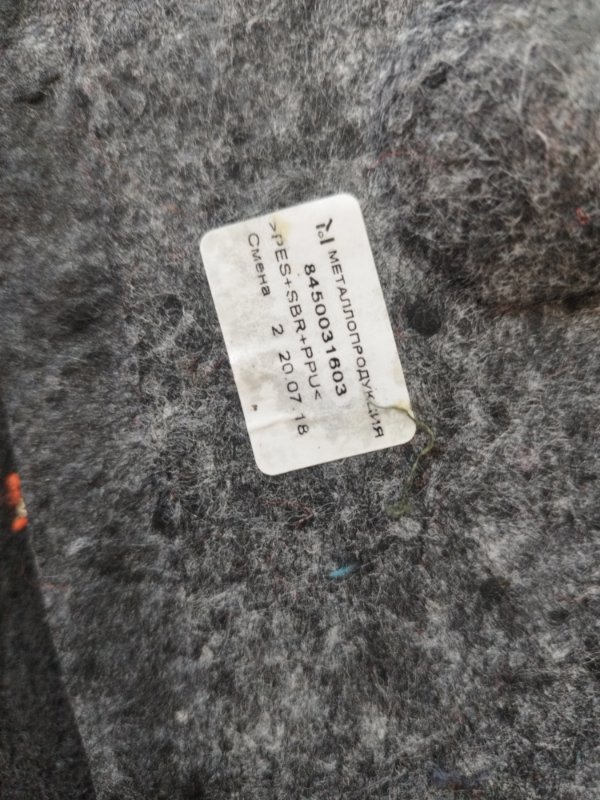 МЕТАЛЛОПРОДУКЦИЯ
8450031603
>PES+SBR+PPU<
Смена 2 20.07.18